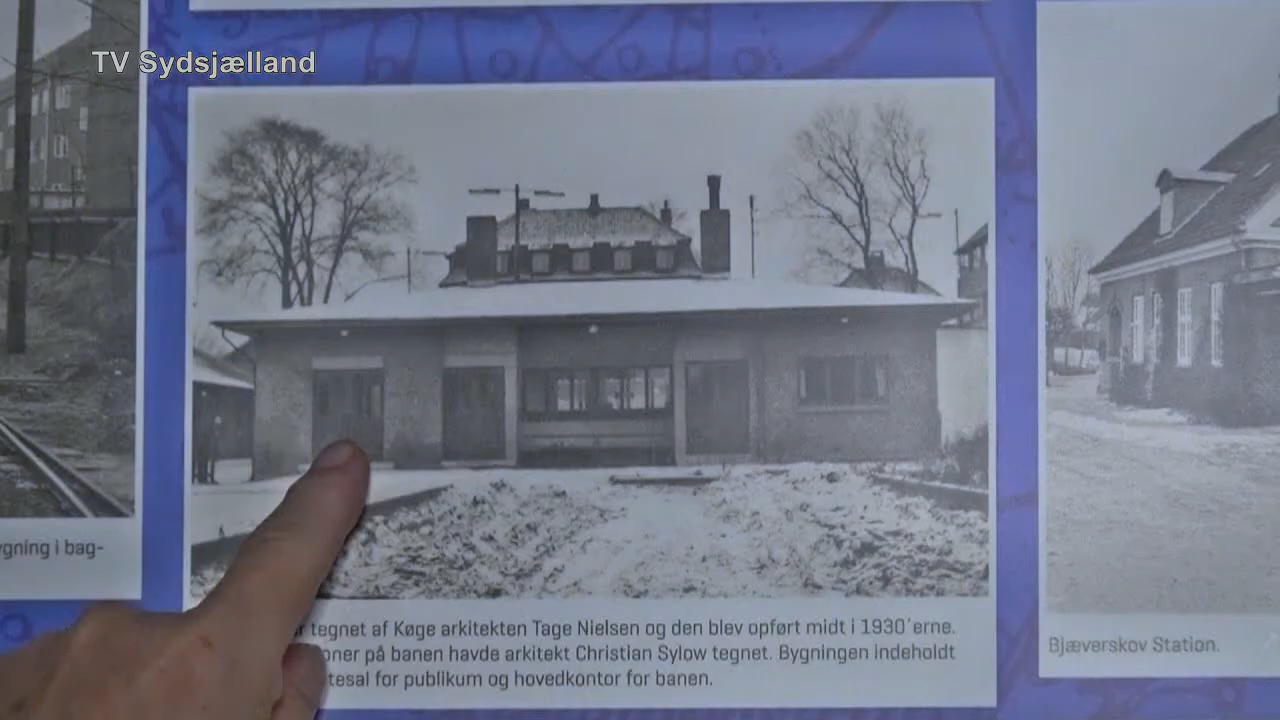 TV Sydsjælland
ygning i bag-
tegnet af Køge arkitekten Tage Nielsen og den blev opført midt i 1930'erne.
oner på banen havde arkitekt Christian Sylow tegnet. Bygningen indeholdt
tesal for publikum og hovedkontor for banen.
Bjæverskov Station.